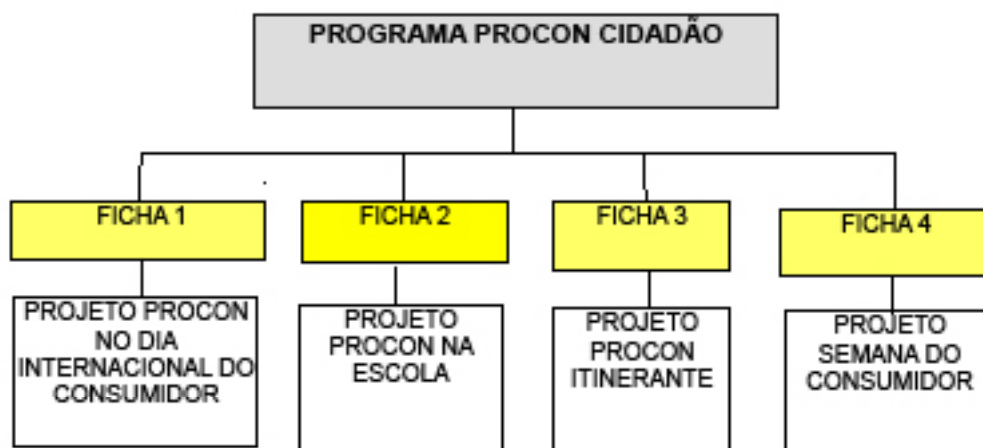 PROGRAMA PROCON CIDADÃO
FICHA 1
FICHA 2
FICHA 3
FICHA 4
PROJETO PROCON
NO DIA
INTERNACIONAL DO
CONSUMIDOR
PROJETO
PROCON NA
ESCOLA
PROJETO
PROCON
ITINERANTE
PROJETO
SEMANA DO
CONSUMIDOR